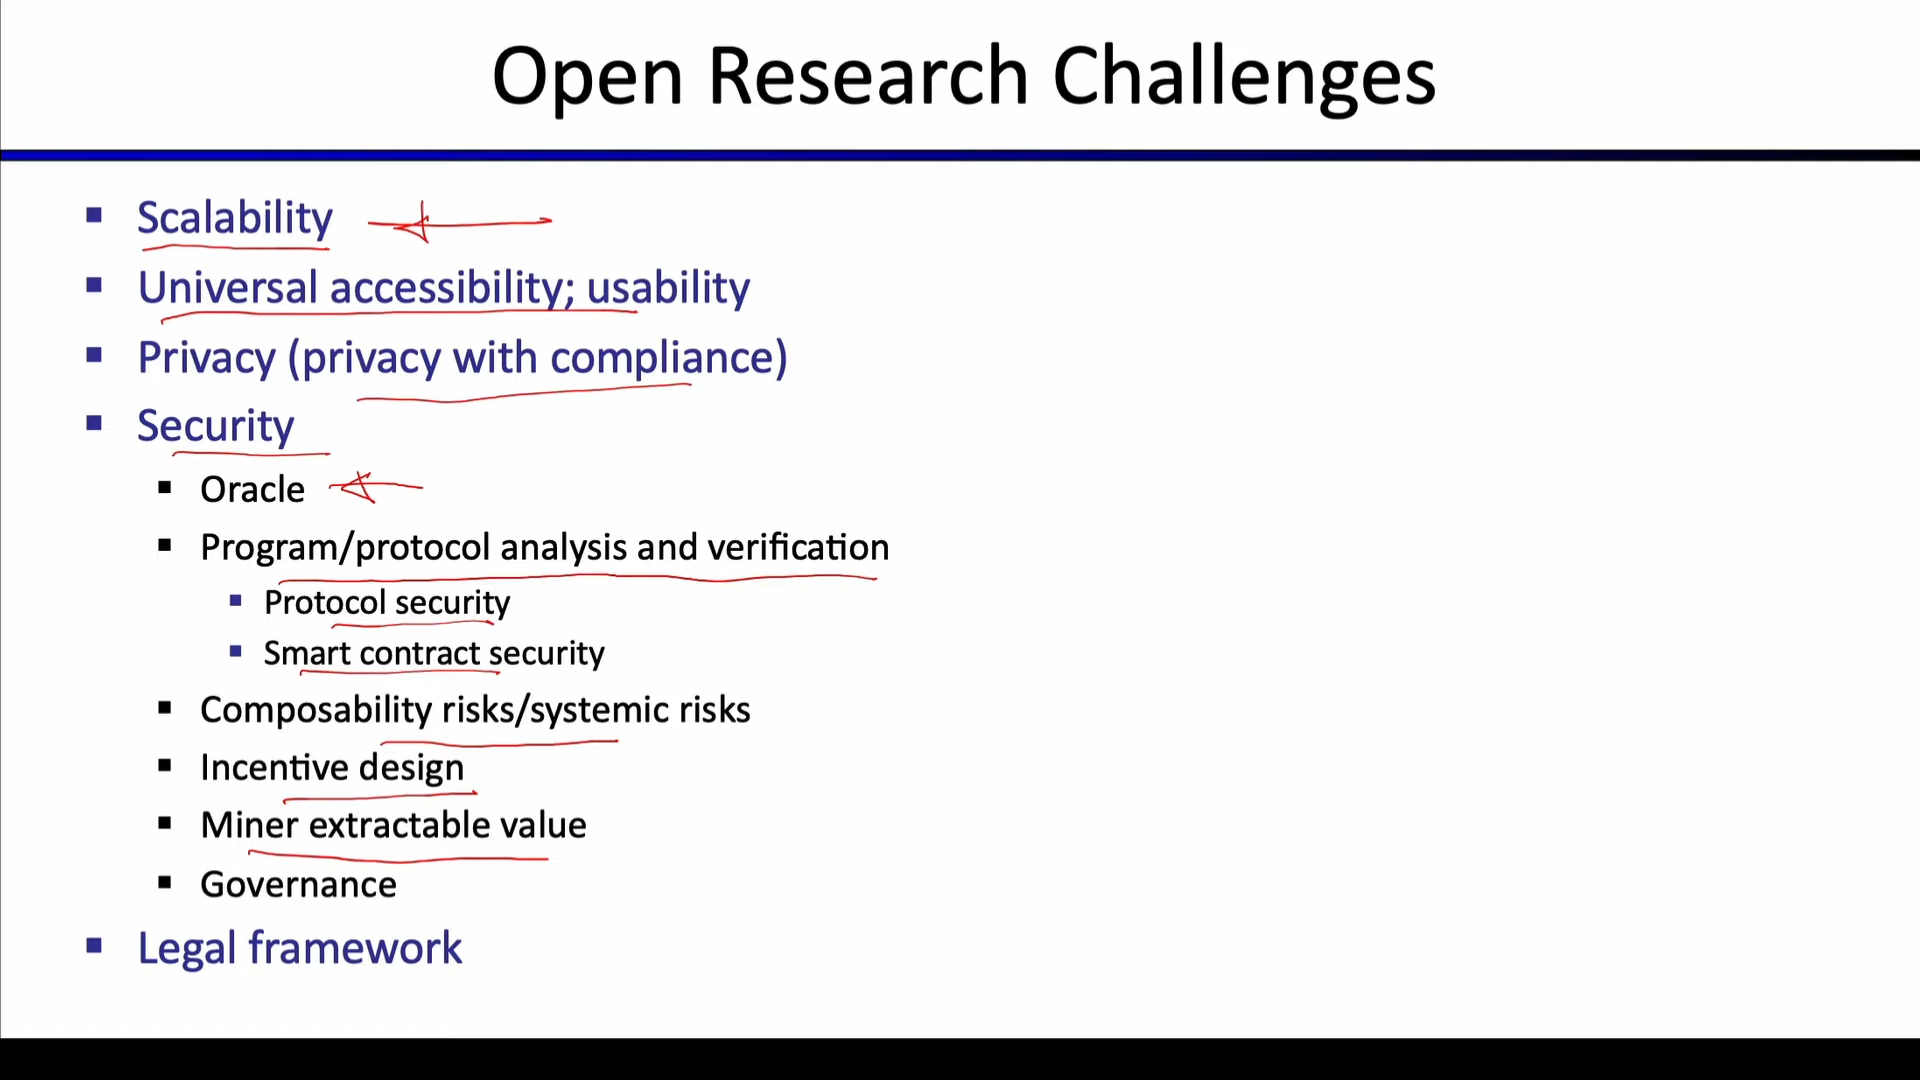 Open Research Challenges
Scalability
Universal accessibility; usability
Privacy (privacy with compliance)
Security
Oracle
Program/protocol analysis and verification
Protocol security
Smart contract security
Composability risks/systemic risks
Incentive design
Miner extractable value
Governance
Legal framework